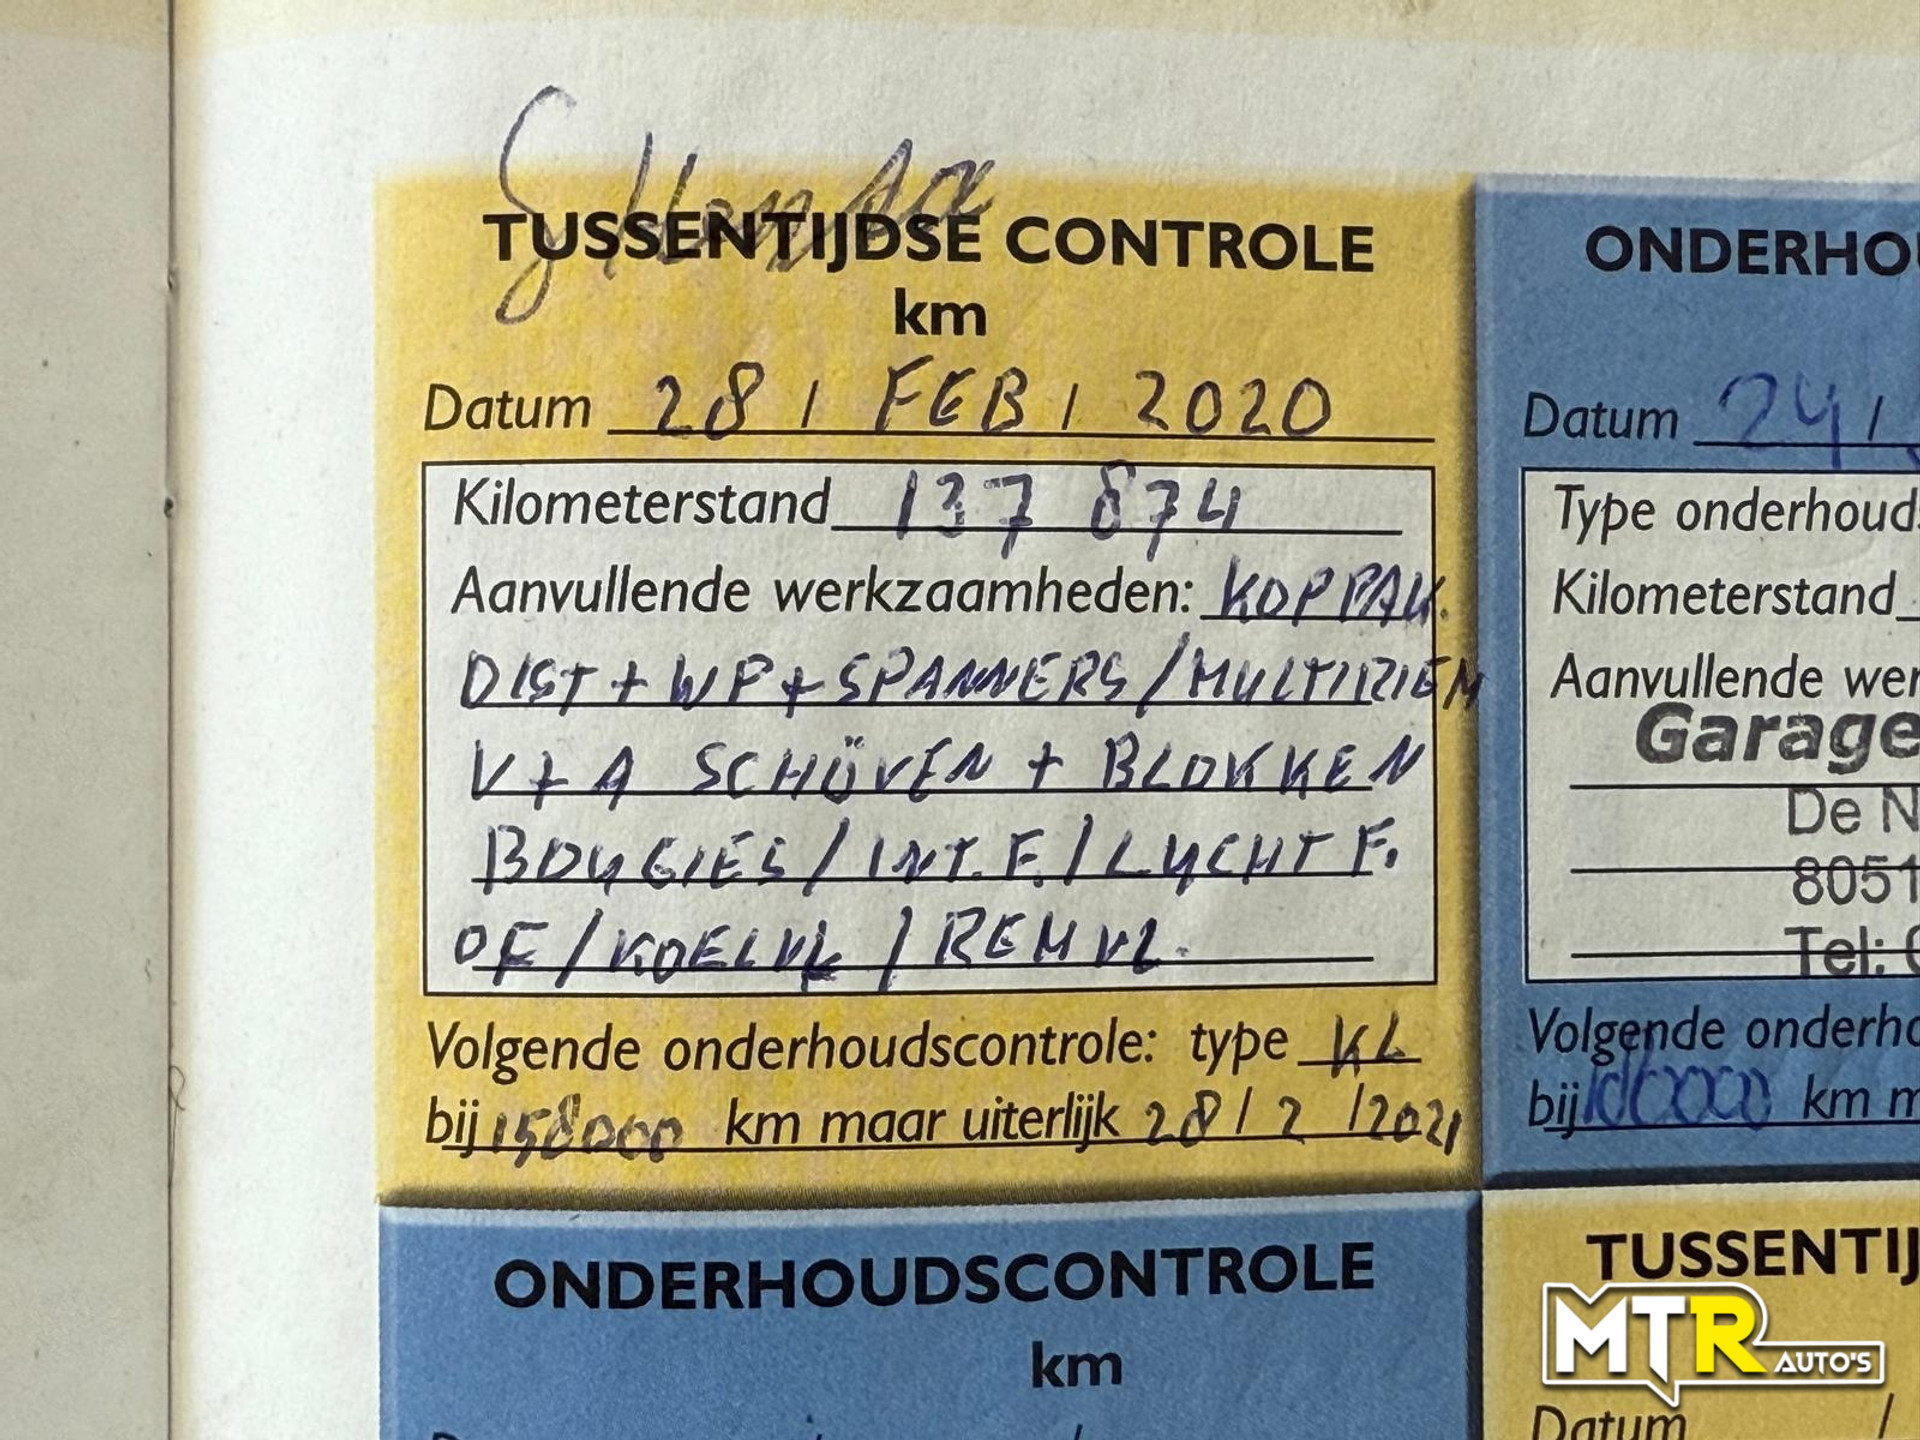 TUSSENTIJDSE CONTROLE
km
Datum 28 / FEB / 2020
Kilometerstand 137 874
Aanvullende werkzaamheden: KOPPAK.
DIST + WP + SPANNERS / MULTIRIEM
V + A SCHÜVEN + BLOKKEN
BOUGIES / INT. F. / LUCHT F.
OF / KOELVL / REMVL.
Volgende onderhoudscontrole: type KL
bij 158000 km maar uiterlijk 28 / 2 / 2021
ONDERHOU
Datum 24 /
Type onderhoud
Kilometerstand
Aanvullende wer
Garage
De N
8051
Tel:
Volgende onderho
bij km m
ONDERHOUDSCONTROLE
km
TUSSENTIJ
Datum /
MTR AUTO'S